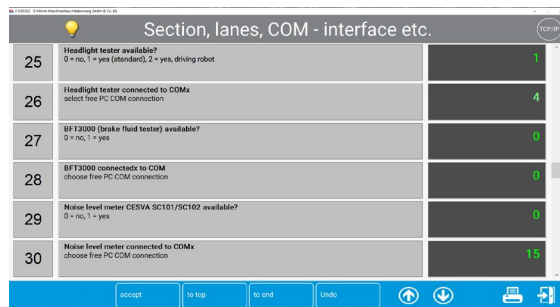 Section, lanes, COM - interface etc.
TCP/IP
25
Headlight tester available?
0 = no, 1 = yes (standard), 2 = yes, driving robot
1
26
Headlight tester connected to COMx
select free PC COM connection
4
27
BFT3000 (brake fluid tester) available?
0 = no, 1 = yes
0
28
BFT3000 connectedx to COM
choose free PC COM connection
0
29
Noise level meter CESVA SC101/SC102 available?
0 = no, 1 = yes
0
30
Noise level meter connected to COMx
choose free PC COM connection
15
accept
to top
to end
Undo